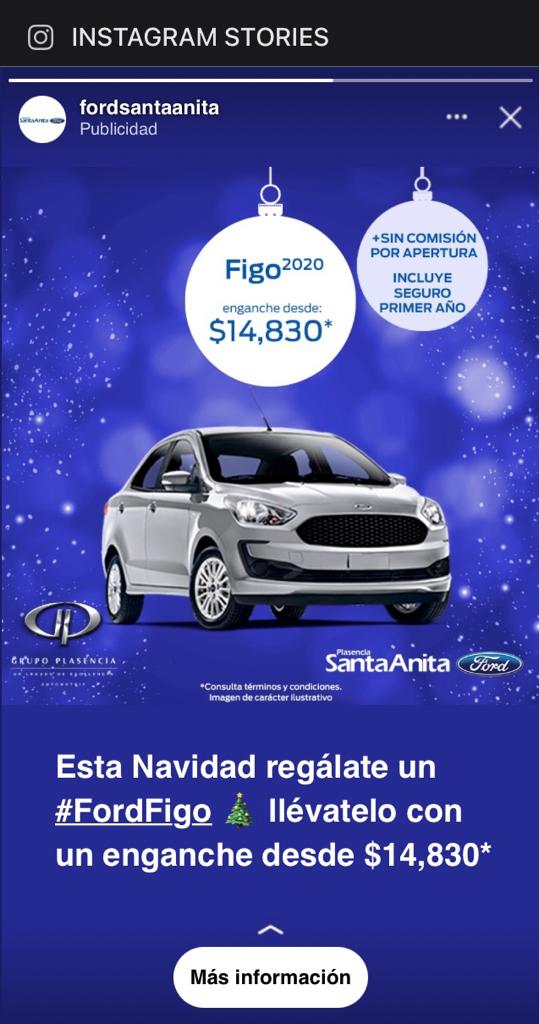 INSTAGRAM STORIES
fordsantaanita
Publicidad
Figo2020
enganche desde:
$14,830*
+SIN COMISIÓN
POR APERTURA
INCLUYE
SEGURO
PRIMER AÑO
GRUPO PLASENCIA
Plasencia
SantaAnita Ford
*Consulta términos y condiciones.
Imagen de carácter ilustrativo
Esta Navidad regálate un
#FordFigo 🎄 llévatelo con
un enganche desde $14,830*
Más información